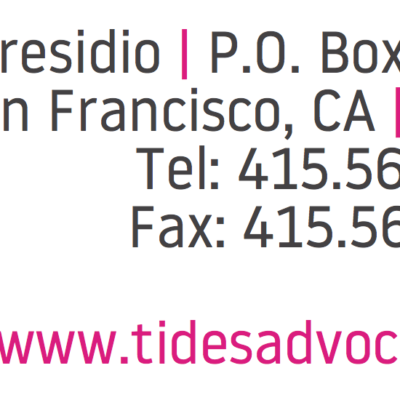 residio | P.O. Box
n Francisco, CA |
Tel: 415.56
Fax: 415.56
www.tidesadvoc